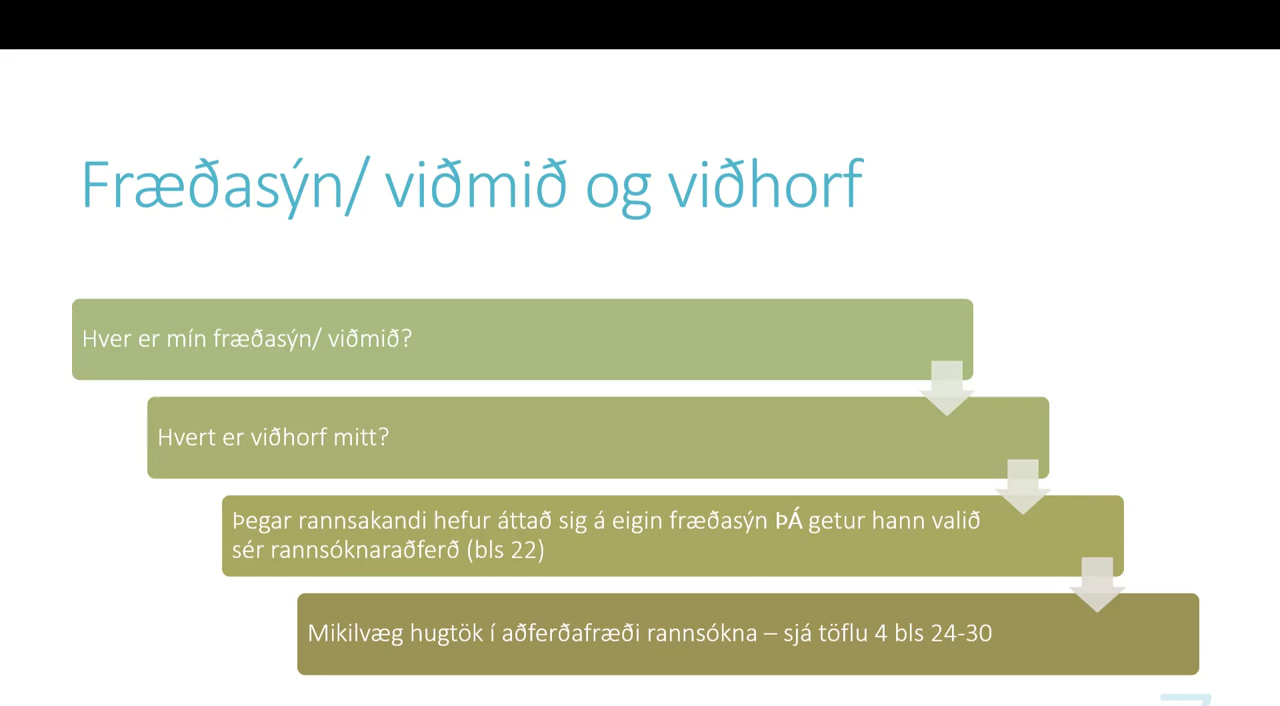 Fræðasýn/ viðmið og viðhorf
Hver er mín fræðasýn/ viðmið?
Hvert er viðhorf mitt?
Þegar rannsakandi hefur áttað sig á eigin fræðasýn ÞÁ getur hann valið
sér rannsóknaraðferð (bls 22)
Mikilvæg hugtök í aðferðafræði rannsókna – sjá töflu 4 bls 24-30